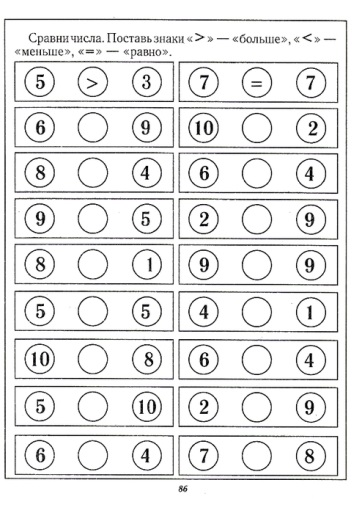 Сравни числа. Поставь знаки «>» — «больше», «<» —
«меньше», «=» — «равно».
5 > 3 7 = 7
6 9 10 2
8 4 6 4
9 5 2 9
8 1 9 9
5 5 4 1
10 8 6 4
5 10 2 9
6 4 7 8
86